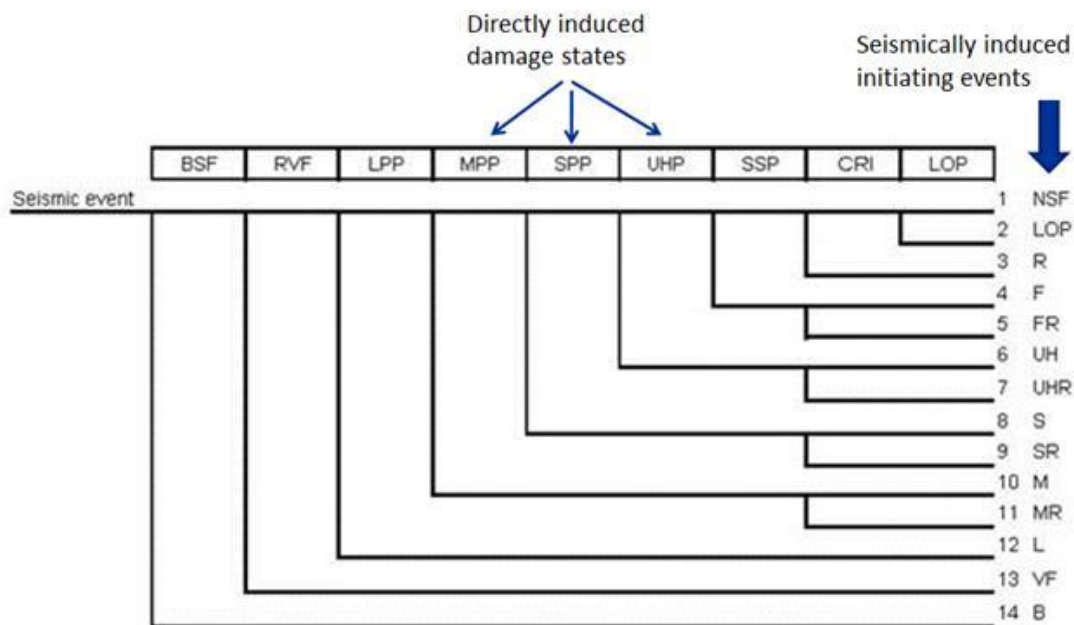 Directly induced
damage states
Seismically induced
initiating events
BSF RVF LPP MPP SPP UHP SSP CRI LOP
Seismic event
1 NSF
2 LOP
3 R
4 F
5 FR
6 UH
7 UHR
8 S
9 SR
10 M
11 MR
12 L
13 VF
14 B